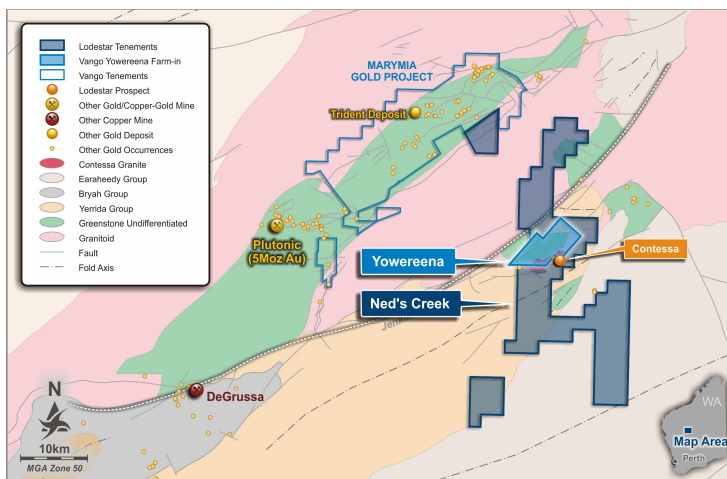 Lodestar Tenements
Vango Yowereena Farm-in
Vango Tenements
Lodestar Prospect
Other Gold/Copper-Gold Mine
Other Copper Mine
Other Gold Deposit
Other Gold Occurrences
Contessa Granite
Earaheedy Group
Bryah Group
Yerrida Group
Greenstone Undifferentiated
Granitoid
Fault
Fold Axis
MARYMIA
GOLD PROJECT
Trident Deposit
Plutonic
(5Moz Au)
Yowereena
Contessa
Ned's Creek
DeGrussa
N
10km
MGA Zone 50
WA
Map Area
Perth